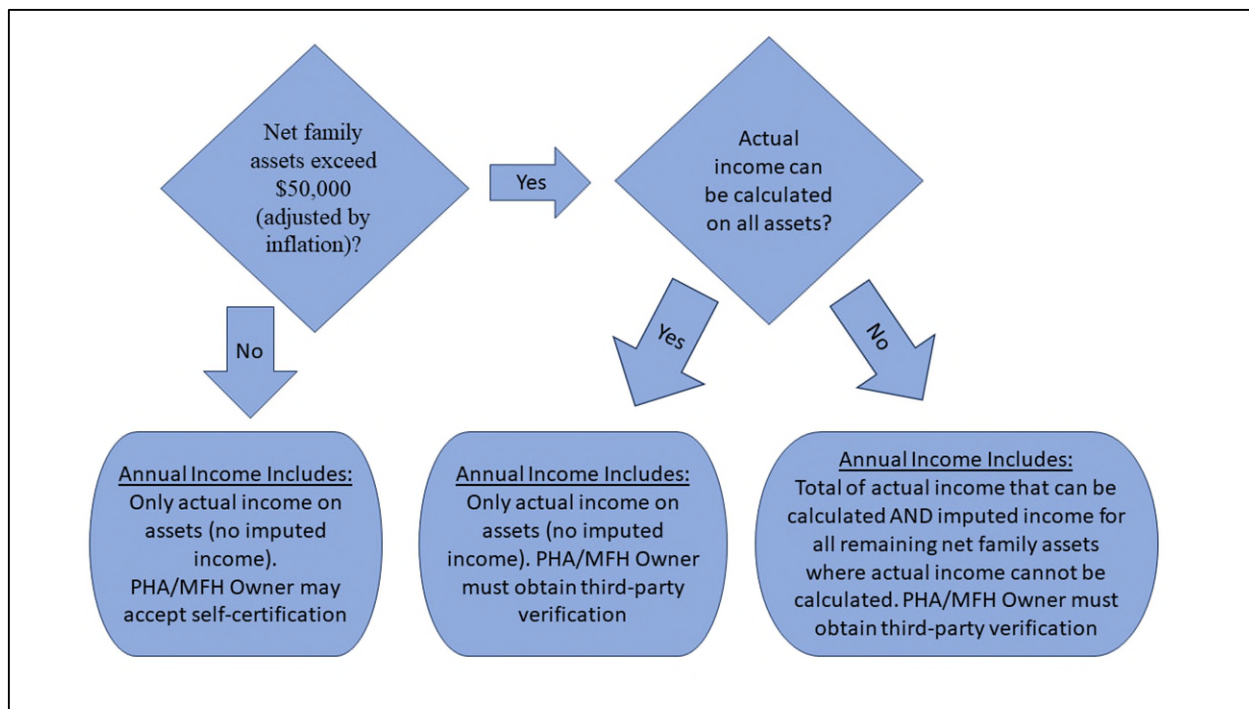 Net family
assets exceed
$50,000
(adjusted by
inflation)?
Yes
Actual
income can
be calculated
on all assets?
No
Yes
No
Annual Income Includes:
Only actual income on
assets (no imputed
income).
PHA/MFH Owner may
accept self-certification
Annual Income Includes:
Only actual income on
assets (no imputed
income). PHA/MFH Owner
must obtain third-party
verification
Annual Income Includes:
Total of actual income that can be
calculated AND imputed income for
all remaining net family assets
where actual income cannot be
calculated. PHA/MFH Owner must
obtain third-party verification